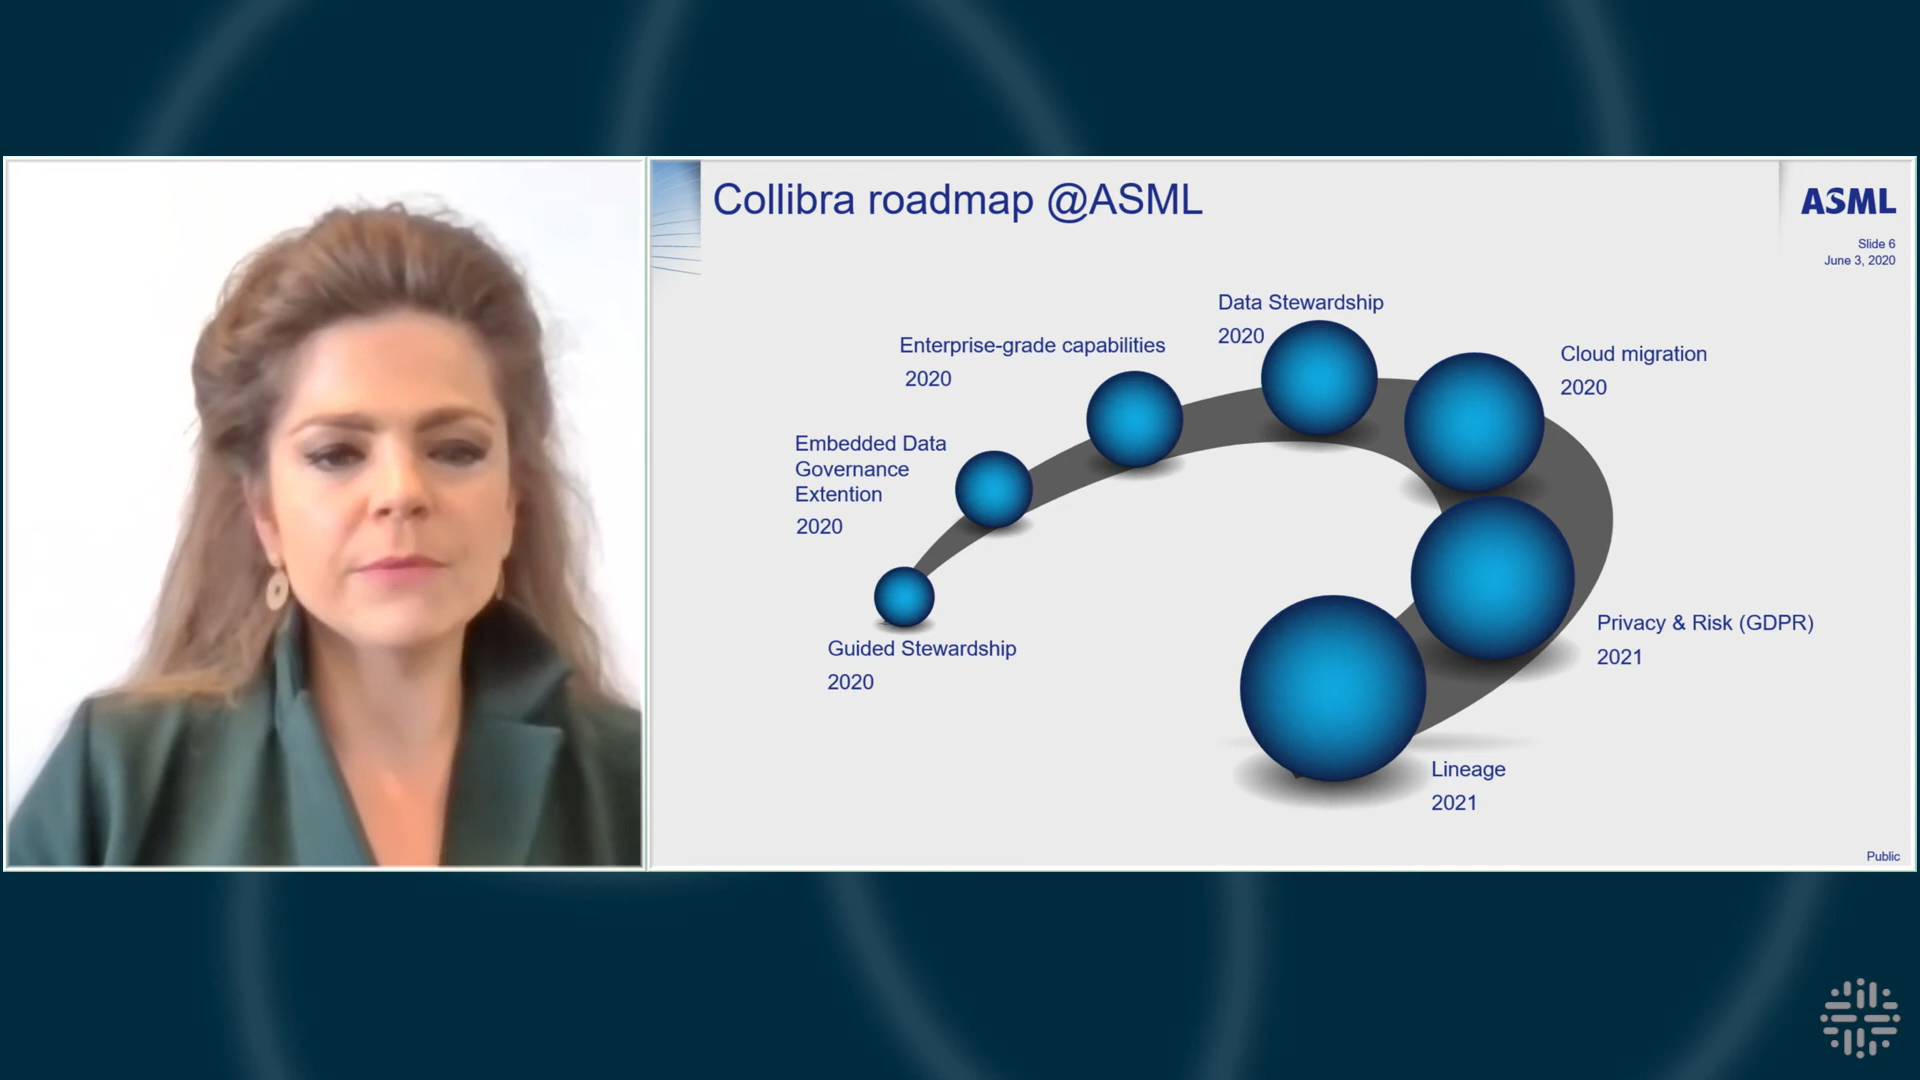 Collibra roadmap @ASML
ASML
Slide 6
June 3, 2020
Data Stewardship
2020
Enterprise-grade capabilities
2020
Cloud migration
2020
Embedded Data
Governance
Extention
2020
Guided Stewardship
2020
Privacy & Risk (GDPR)
2021
Lineage
2021
Public